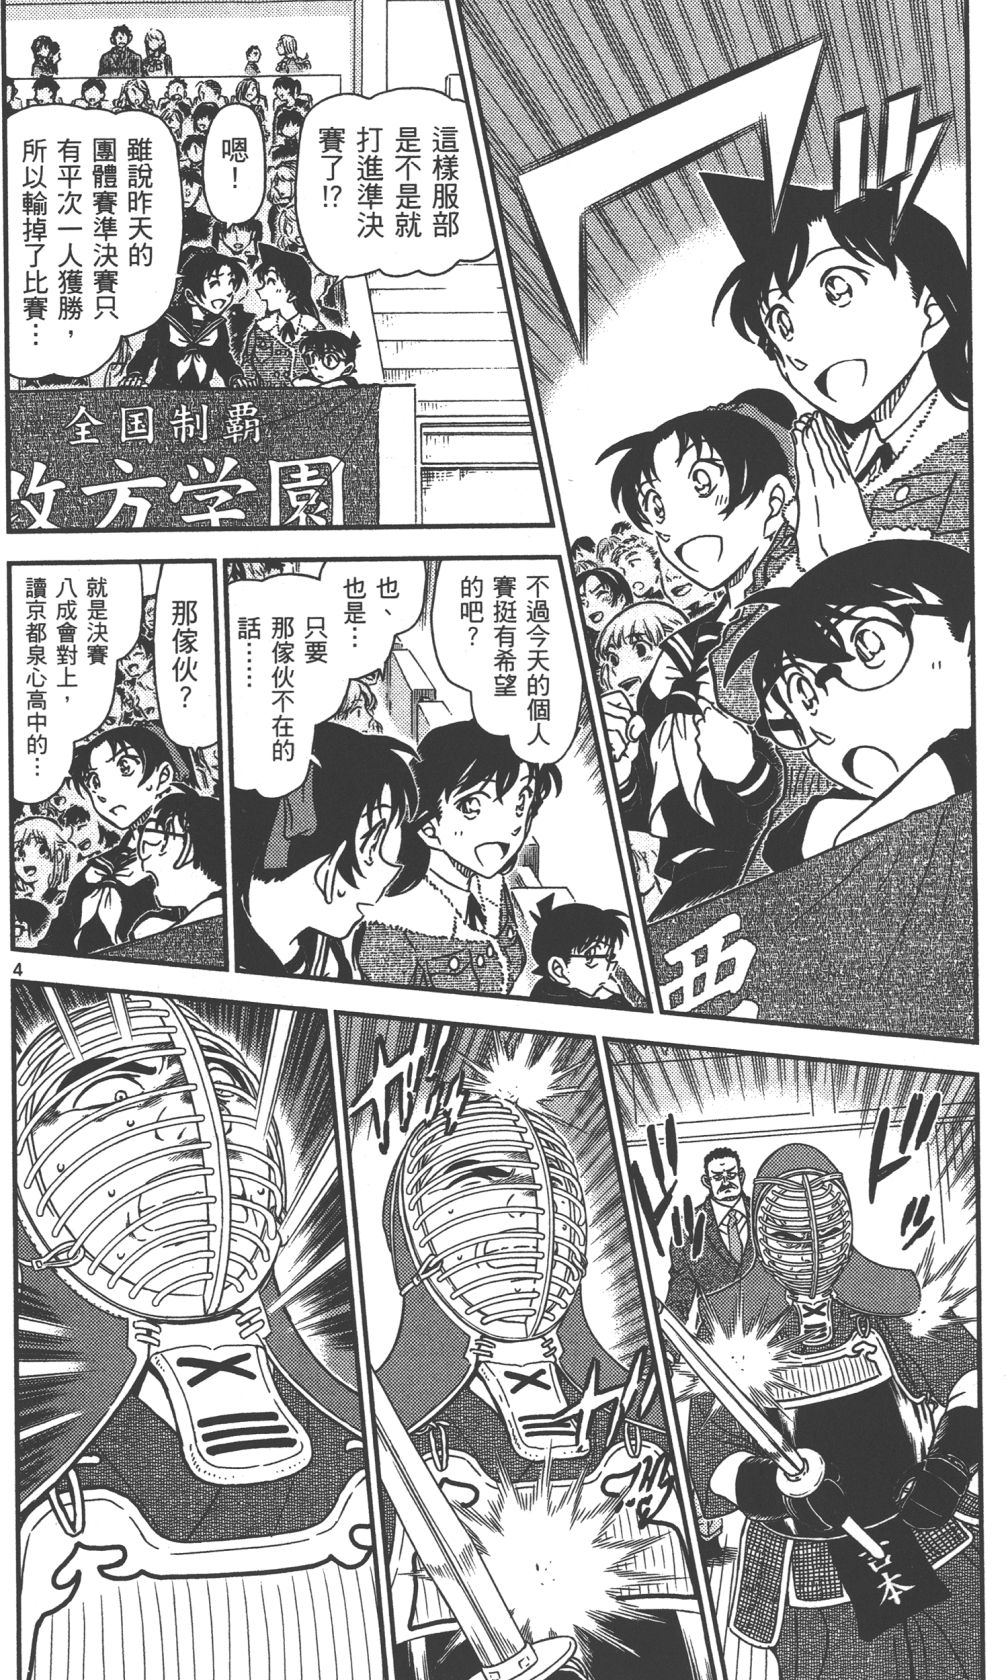 這樣服部
是不是就
打進準決
賽了!?
嗯！
雖說昨天的
團體賽準決賽只
有平次一人獲勝，
所以輸掉了比賽…
全国制覇
牧方学園
西
不過今天的個人
賽挺有希望
的吧？
也、
也是…
只要
那傢伙不在的
話……
那傢伙？
就是決賽
八成會對上，
讀京都泉心高中的…
4